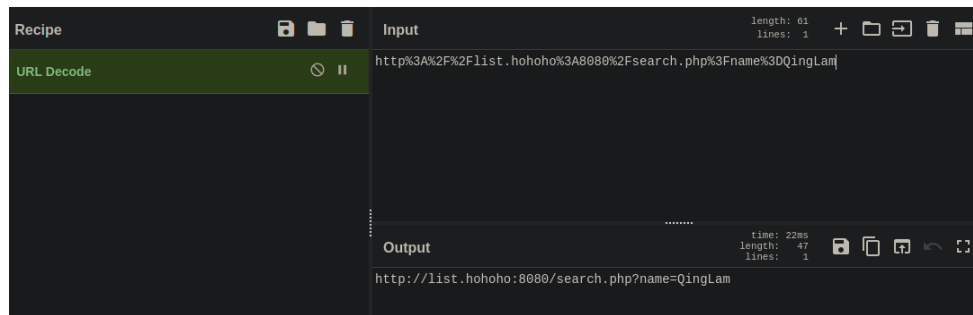 Recipe
URL Decode
Input
length: 61
lines: 1
http%3A%2F%2Flist.hohoho%3A8080%2Fsearch.php%3Fname%3DQingLam
Output
time: 22ms
length: 47
lines: 1
http://list.hohoho:8080/search.php?name=QingLam